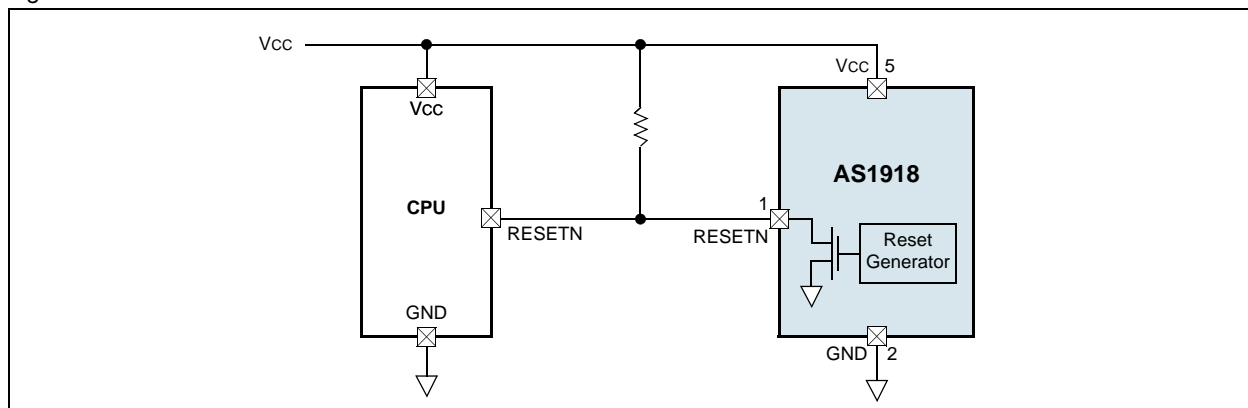 Vcc
Vcc 5
Vcc
AS1918
CPU
1
RESETN
RESETN
Reset
Generator
GND
GND 2